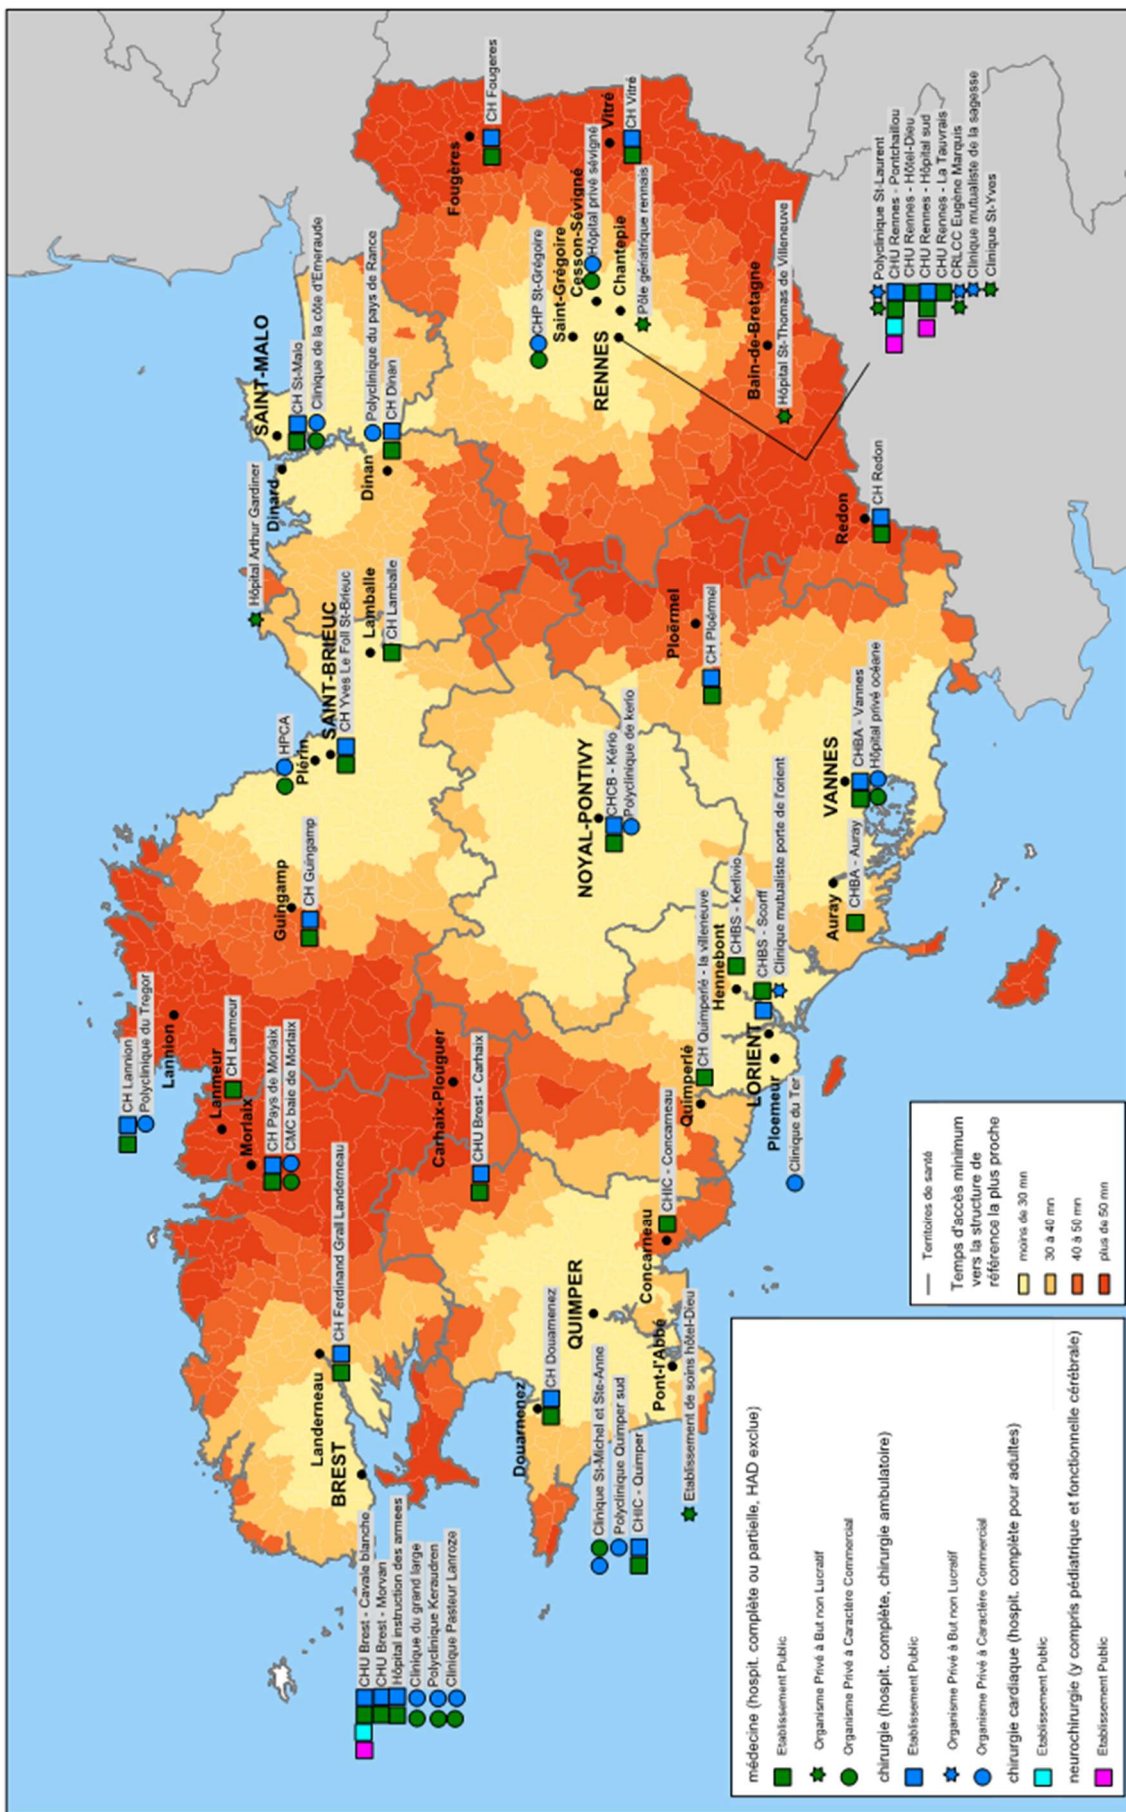 CHU Brest - Cavale blanche
CHU Brest - Morvan
Hôpital instruction des armees
Clinique du grand large
Polyclinique Keraudren
Clinique Pasteur Lanroze
BREST
Landerneau
CH Ferdinand Grall Landerneau
CH Lannion
Polyclinique du Tregor
Lannion
Lanmeur
CH Lanmeur
Morlaix
CH Pays de Morlaix
CMC baie de Morlaix
Carhaix-Plouguer
CHU Brest - Carhaix
Guingamp
CH Guingamp
HPCA
Plérin
SAINT-BRIEUC
CH Yves Le Foll St-Brieuc
Lamballe
CH Lamballe
Hôpital Arthur Gardiner
Dinard
SAINT-MALO
CH St-Malo
Clinique de la côte d'Emeraude
Polyclinique du pays de Rance
Dinan
CH Dinan
Fougères
CH Fougeres
CHP St-Grégoire
Saint-Grégoire
Cesson-Sévigné
Hôpital privé sévigné
Chantepie
RENNES
Pôle gériatrique rennais
Vitré
CH Vitré
Bain-de-Bretagne
Hôpital St-Thomas de Villeneuve
Polyclinique St-Laurent
CHU Rennes - Pontchaillou
CHU Rennes - Hôtel-Dieu
CHU Rennes - Hôpital sud
CHU Rennes - La Tauvrais
CRLCC Eugène Marquis
Clinique mutualiste de la sagesse
Clinique St-Yves
Redon
CH Redon
Ploërmel
CH Ploërmel
NOYAL-PONTIVY
CHCB - Kério
Polyclinique de kerio
VANNES
CHBA - Vannes
Hôpital privé océane
Auray
CHBA - Auray
Hennebont
CHBS - Kerlivio
CHBS - Scorff
Clinique mutualiste porte de l'orient
LORIENT
Ploemeur
Clinique du Ter
Quimperlé
CH Quimperlé - la villeneuve
Concarneau
CHIC - Concarneau
QUIMPER
Douarnenez
CH Douarnenez
Clinique St-Michel et Ste-Anne
Polyclinique Quimper sud
CHIC - Quimper
Pont-l'Abbé
Etablissement de soins hôtel-Dieu
médecine (hospit. complète ou partielle, HAD exclue)
Etablissement Public
Organisme Privé à But non Lucratif
Organisme Privé à Caractère Commercial
chirurgie (hospit. complète, chirurgie ambulatoire)
Etablissement Public
Organisme Privé à But non Lucratif
Organisme Privé à Caractère Commercial
chirurgie cardiaque (hospit. complète pour adultes)
Etablissement Public
neurochirurgie (y compris pédiatrique et fonctionnelle cérébrale)
Etablissement Public
Territoires de santé
Temps d'accès minimum
vers la structure de
référence la plus proche
moins de 30 mn
30 à 40 mn
40 à 50 mn
plus de 50 mn